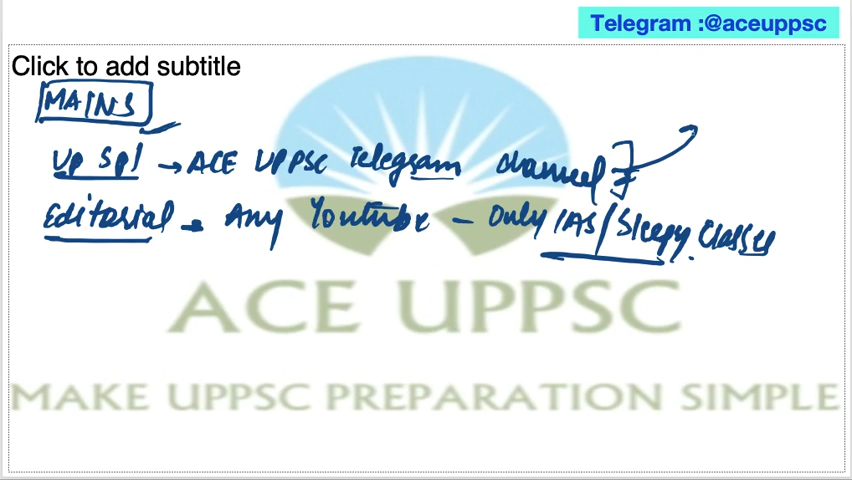 Telegram :@aceuppsc
Click to add subtitle
MAINS
UP Spl → ACE UPPSC Telegram channel
Editorial → Any Youtube - Only IAS/Sleepy Classes
ACE UPPSC
MAKE UPPSC PREPARATION SIMPLE